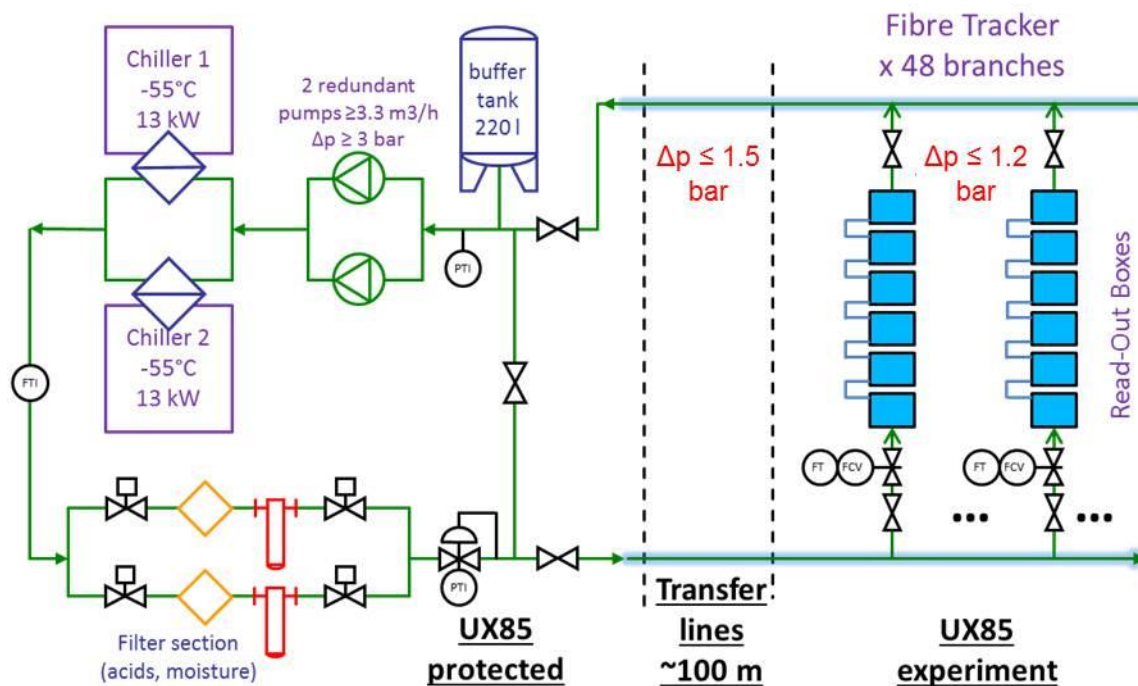 Chiller 1
-55°C
13 kW
2 redundant
pumps ≥3.3 m3/h
Δp ≥ 3 bar
buffer
tank
220 l
Fibre Tracker
x 48 branches
Δp ≤ 1.5
bar
Δp ≤ 1.2
bar
PTI
Chiller 2
-55°C
13 kW
FTI
Read-Out Boxes
FT
FCV
FT
FCV
...
...
PTI
Filter section
(acids, moisture)
UX85
protected
Transfer
lines
~100 m
UX85
experiment